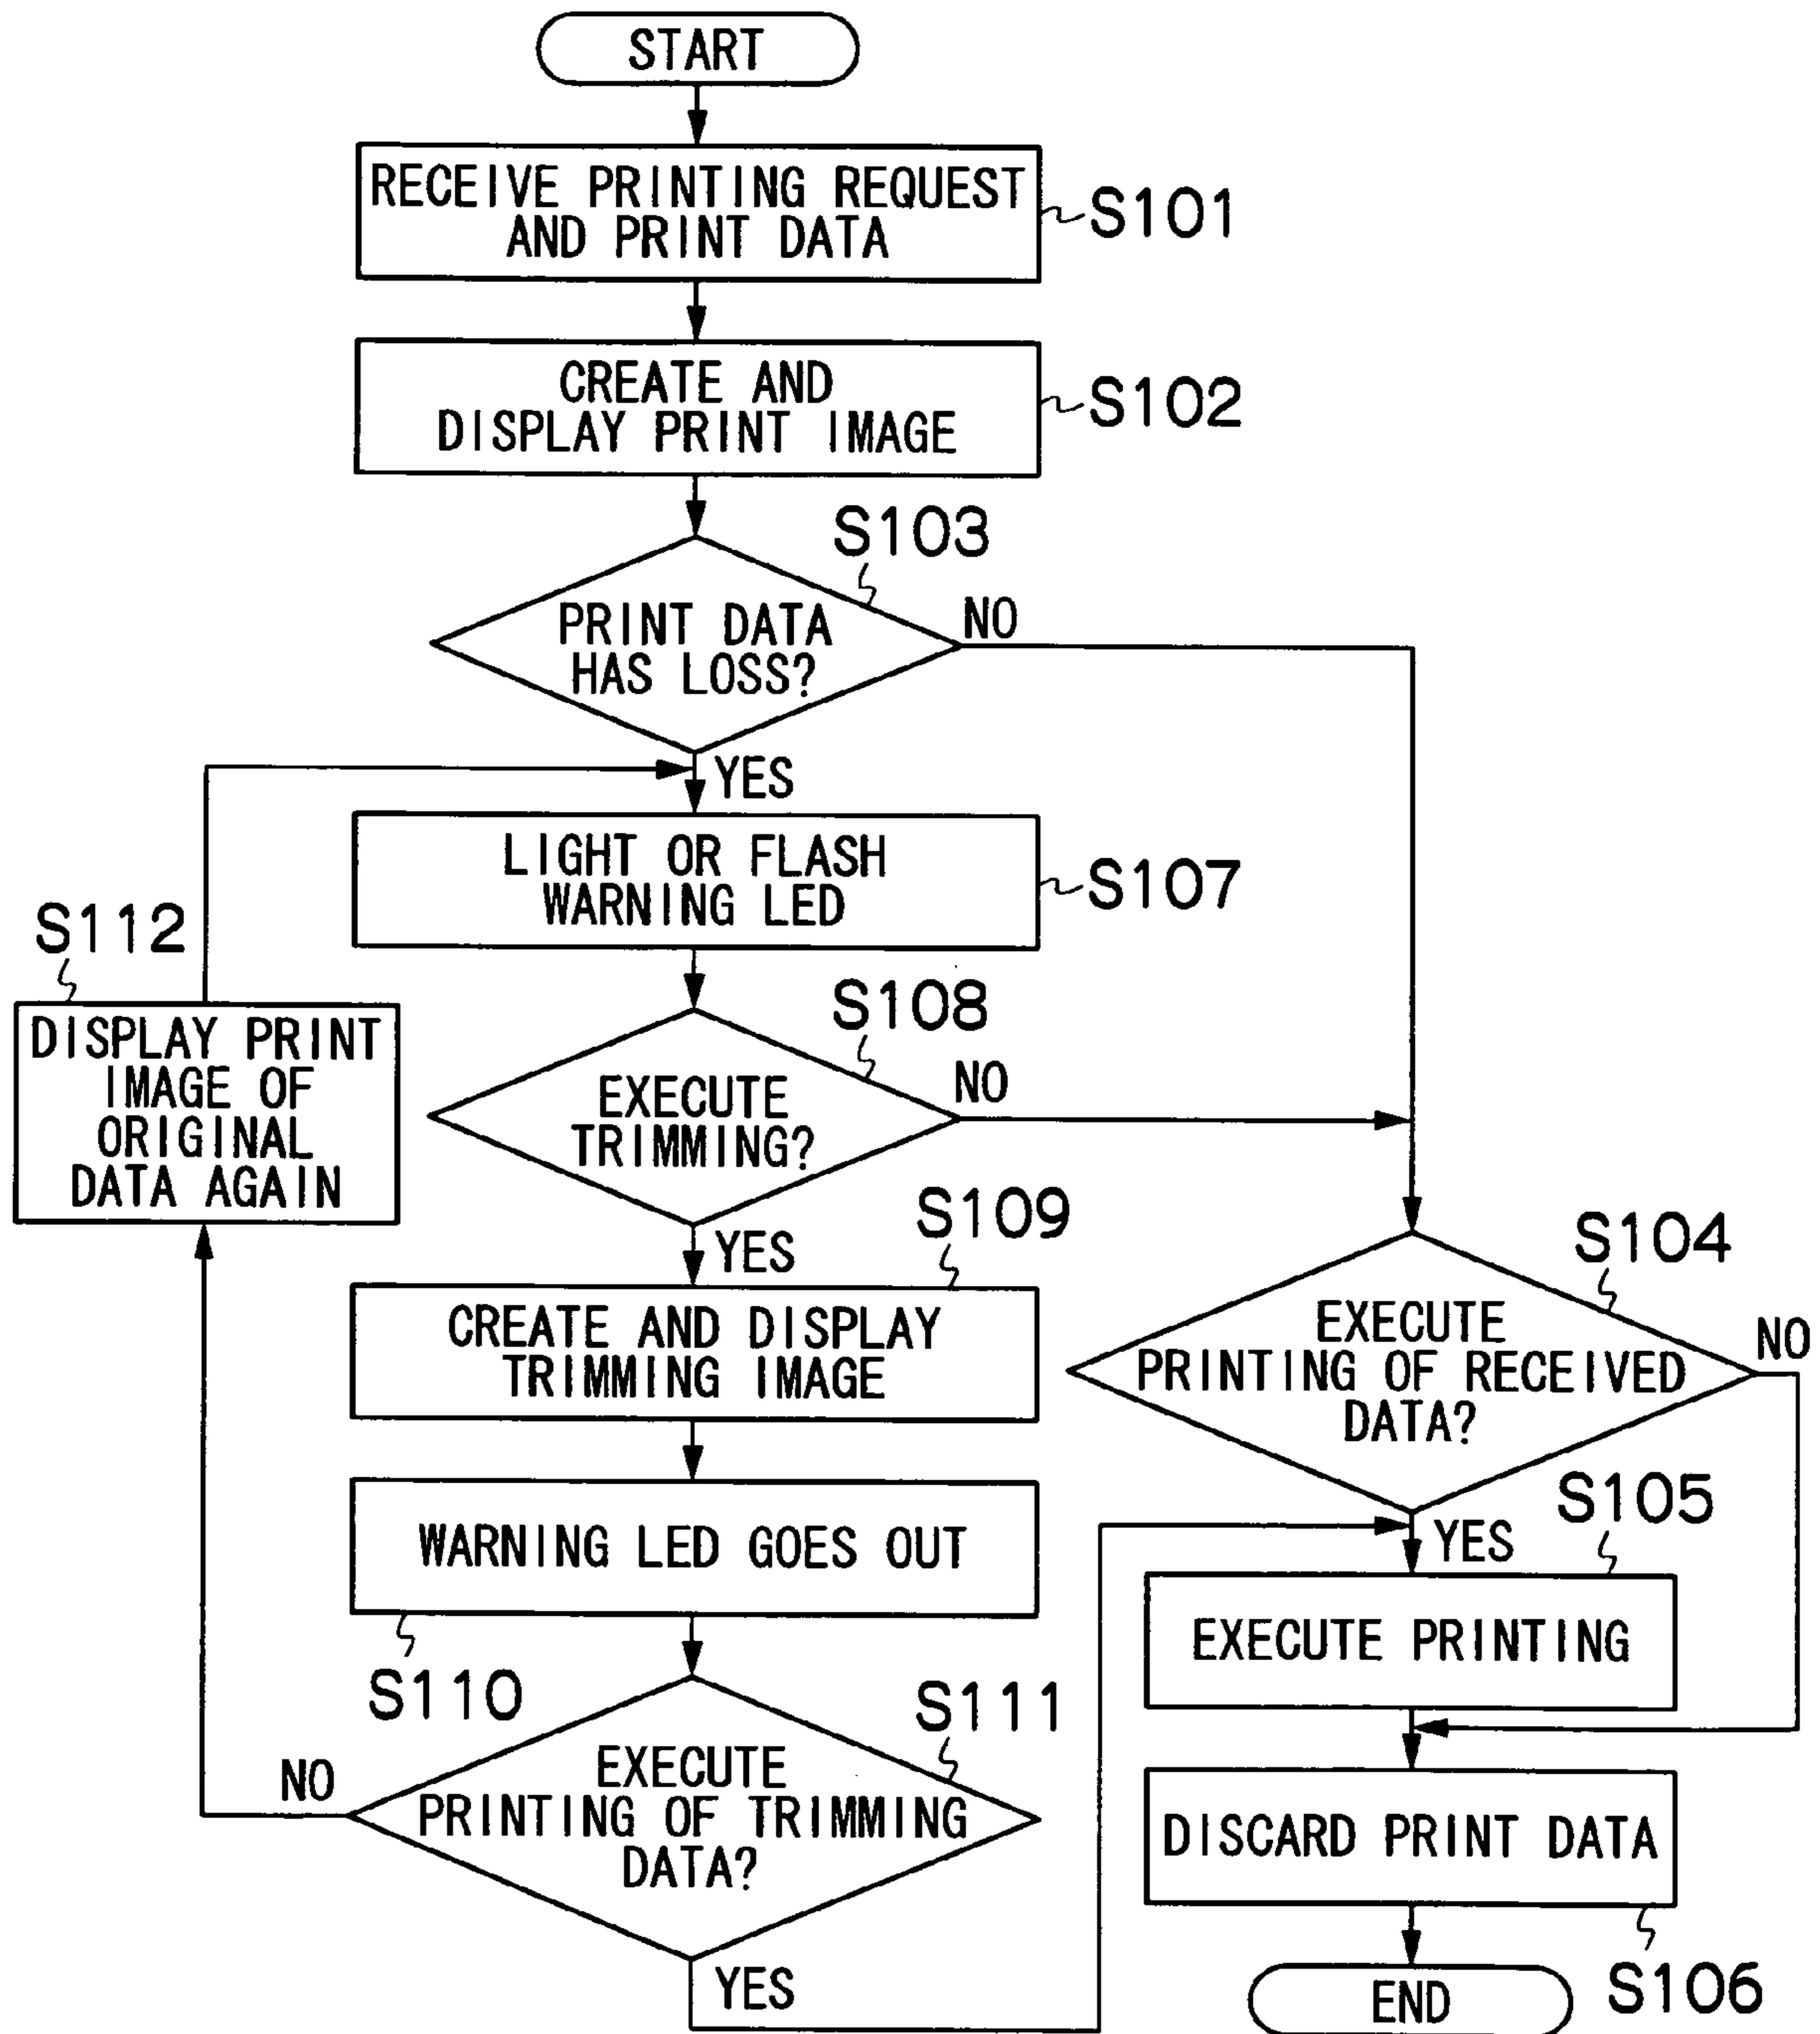 START
RECEIVE PRINTING REQUEST
AND PRINT DATA
S101
CREATE AND
DISPLAY PRINT IMAGE
S102
S103
PRINT DATA
HAS LOSS?
NO
YES
LIGHT OR FLASH
WARNING LED
S107
S112
DISPLAY PRINT
IMAGE OF
ORIGINAL
DATA AGAIN
S108
EXECUTE
TRIMMING?
NO
YES
S109
CREATE AND DISPLAY
TRIMMING IMAGE
S104
EXECUTE
PRINTING OF RECEIVED
DATA?
NO
YES
WARNING LED GOES OUT
S110
S105
EXECUTE PRINTING
S111
EXECUTE
PRINTING OF TRIMMING
DATA?
NO
YES
DISCARD PRINT DATA
S106
END